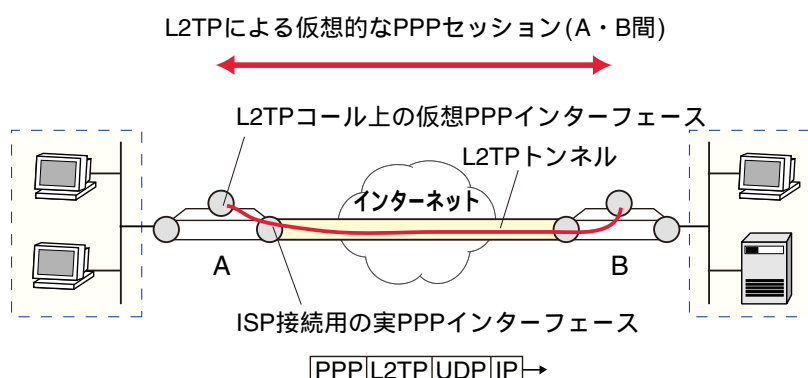 L2TPによる仮想的なPPPセッション(A・B間)
L2TPコール上の仮想PPPインターフェース
L2TPトンネル
インターネット
A
B
ISP接続用の実PPPインターフェース
PPP L2TP UDP IP